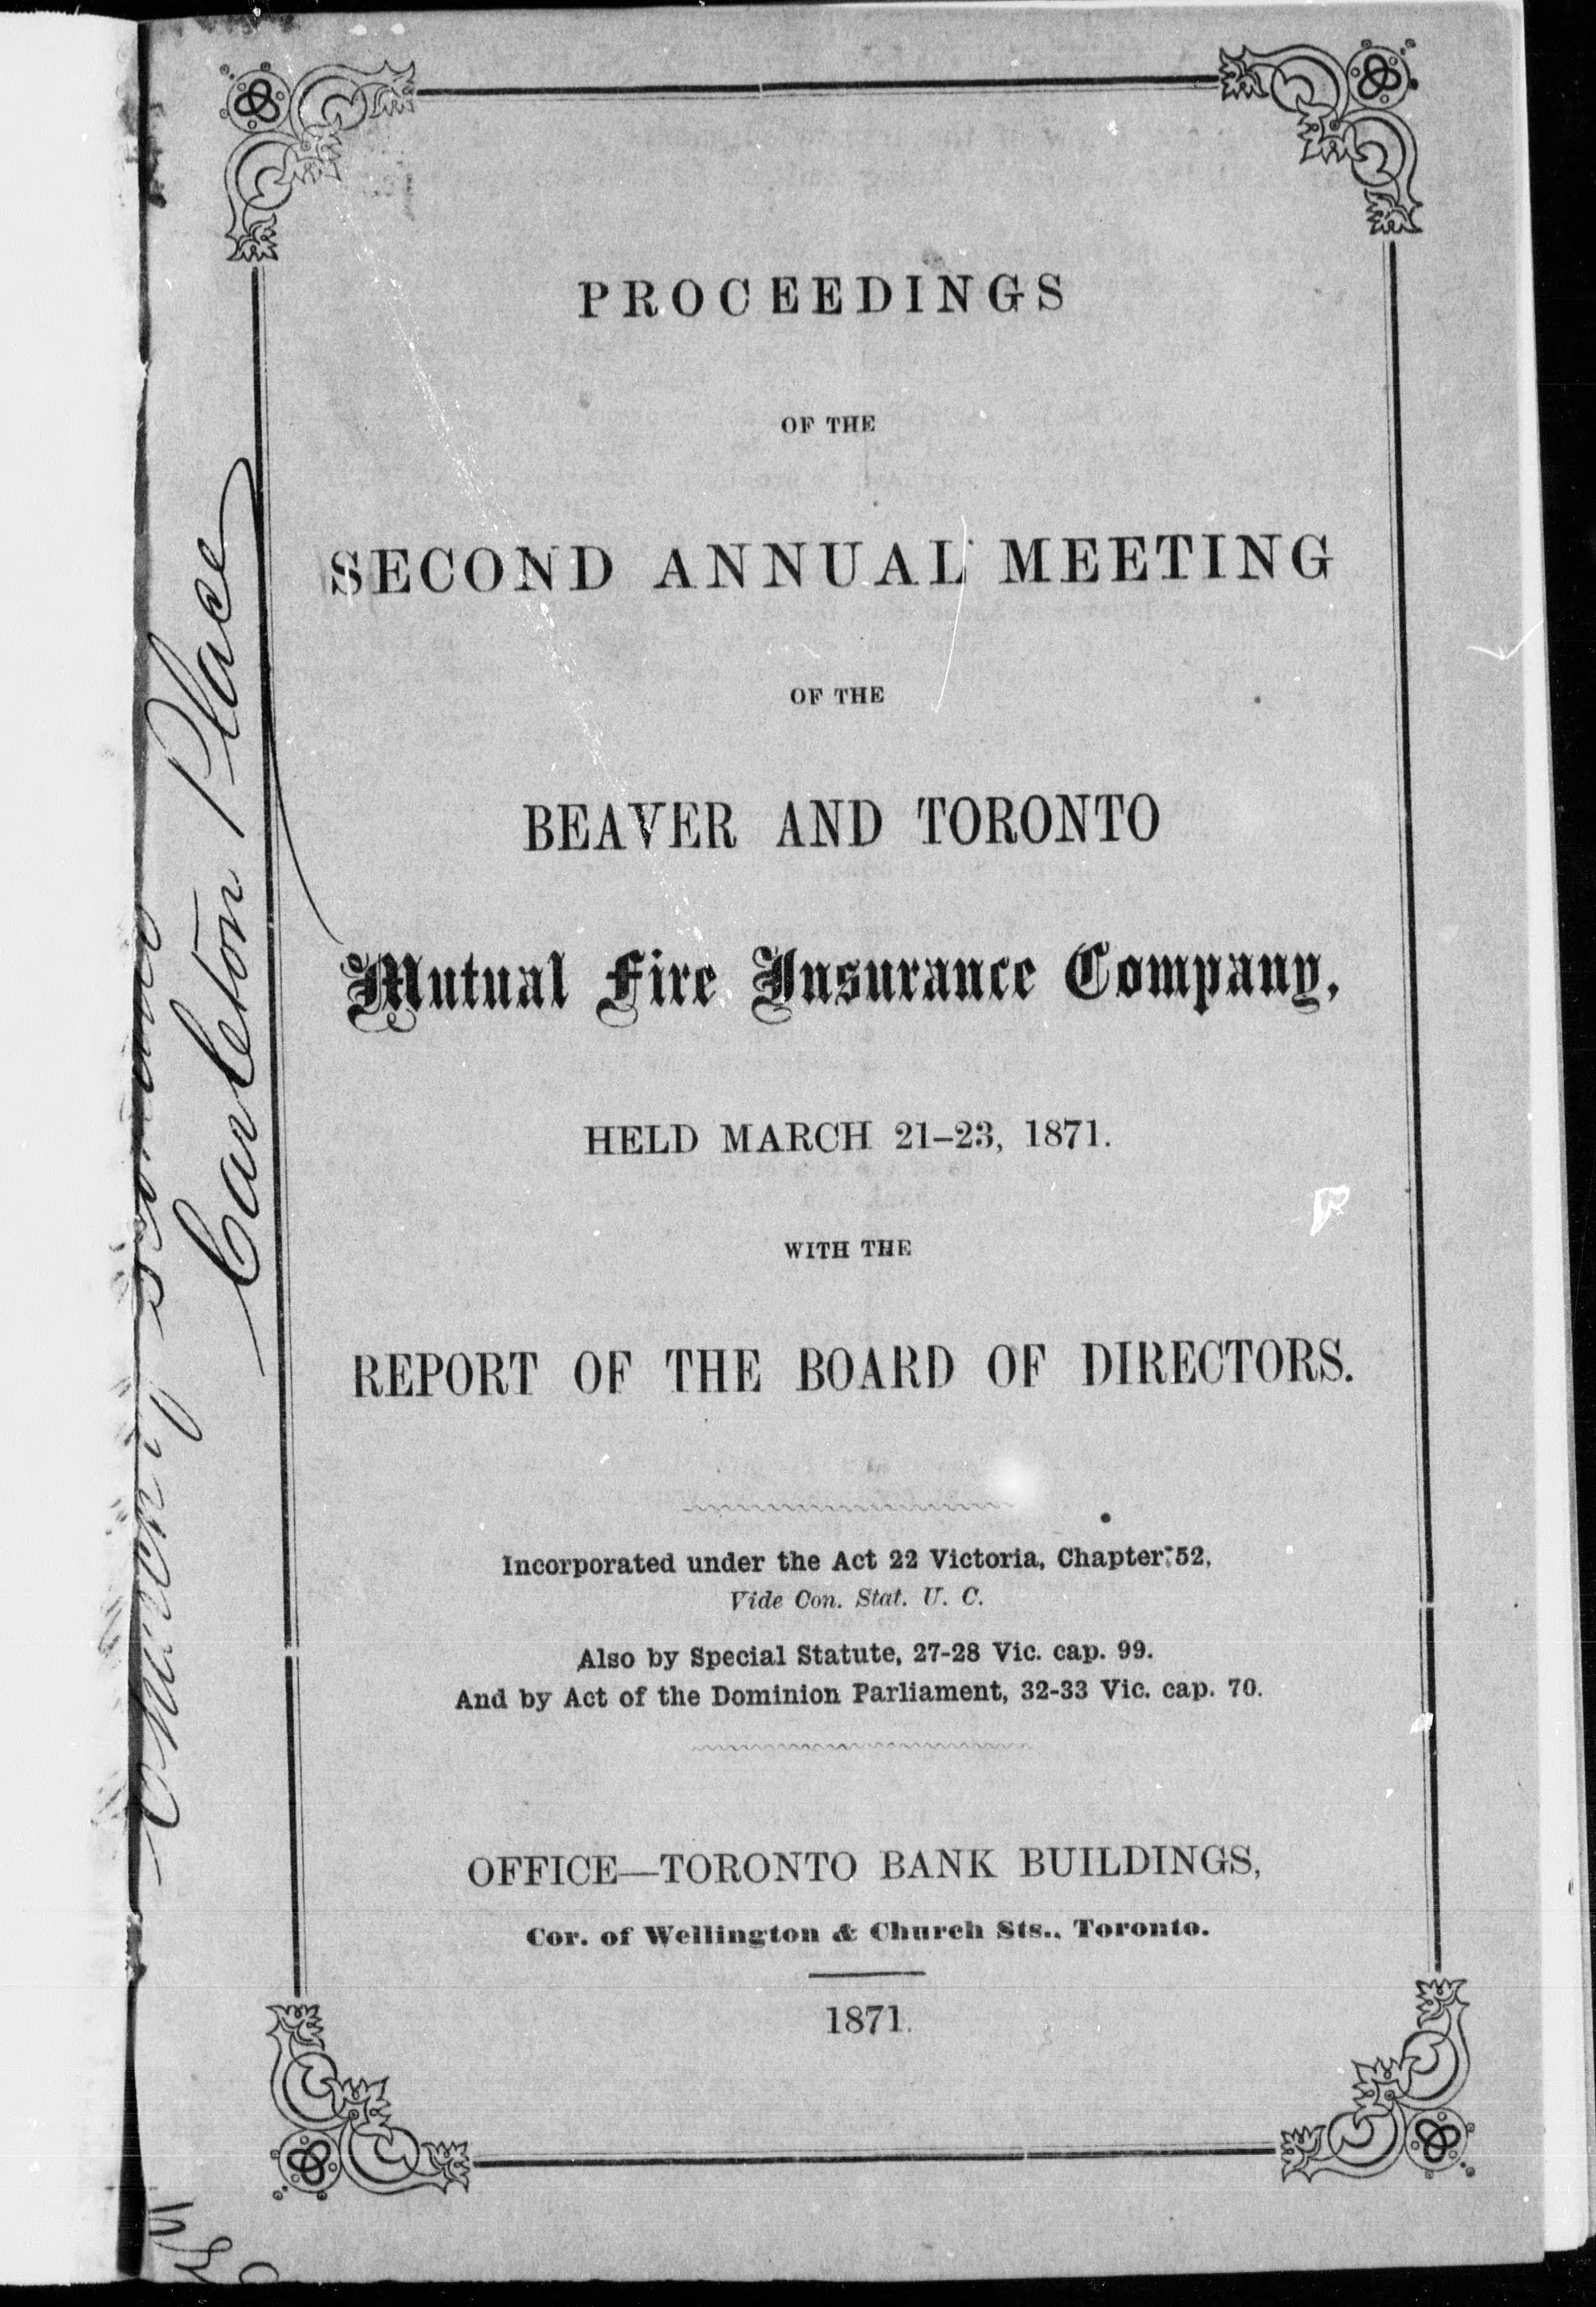 PROCEEDINGS
OF THE
SECOND ANNUAL MEETING
OF THE
BEAVER AND TORONTO
Mutual Fire Insurance Company,
HELD MARCH 21–23, 1871.
WITH THE
REPORT OF THE BOARD OF DIRECTORS.
Incorporated under the Act 22 Victoria, Chapter 52,
Vide Con. Stat. U. C.
Also by Special Statute, 27-28 Vic. cap. 99.
And by Act of the Dominion Parliament, 32-33 Vic. cap. 70.
OFFICE—TORONTO BANK BUILDINGS,
Cor. of Wellington & Church Sts., Toronto.
1871.
Carleton Place